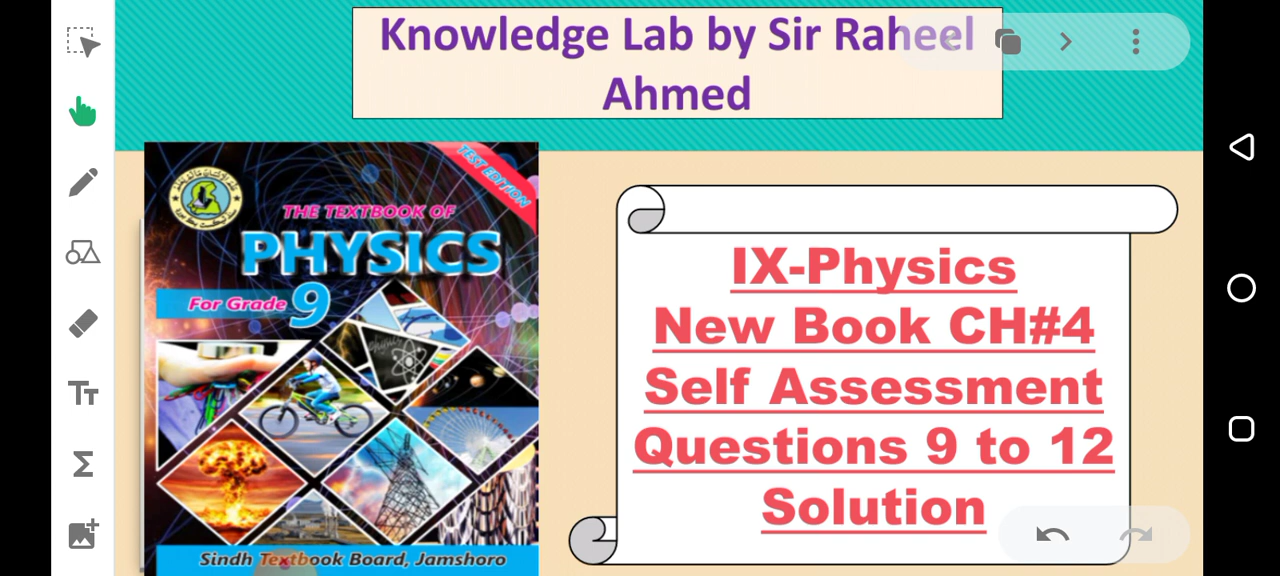 Knowledge Lab by Sir Raheel
Ahmed
TEST EDITION
THE TEXTBOOK OF
PHYSICS
For Grade 9
Sindh Textbook Board, Jamshoro
IX-Physics
New Book CH#4
Self Assessment
Questions 9 to 12
Solution
TT
Σ